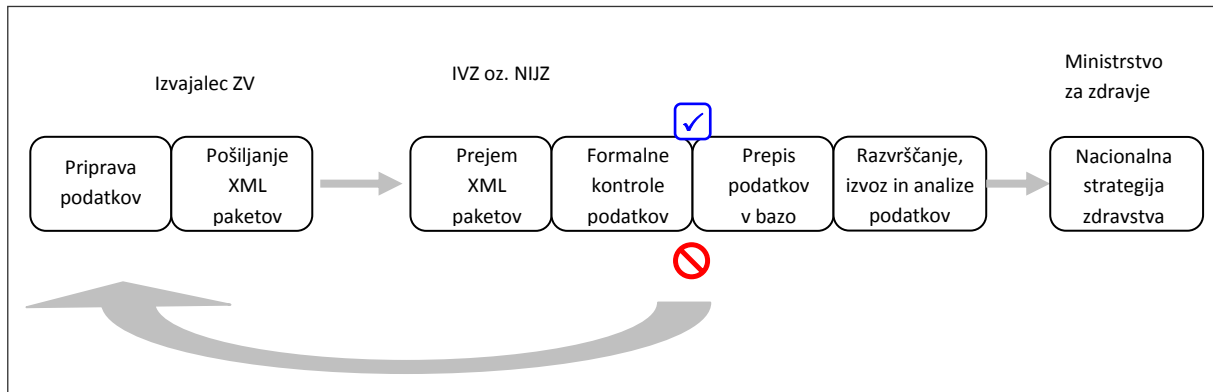 Izvajalec ZV
IVZ oz. NIJZ
Ministrstvo
za zdravje
Priprava
podatkov
Pošiljanje
XML
paketov
Prejem
XML
paketov
Formalne
kontrole
podatkov
Prepis
podatkov
v bazo
Razvrščanje,
izvoz in analize
podatkov
Nacionalna
strategija
zdravstva